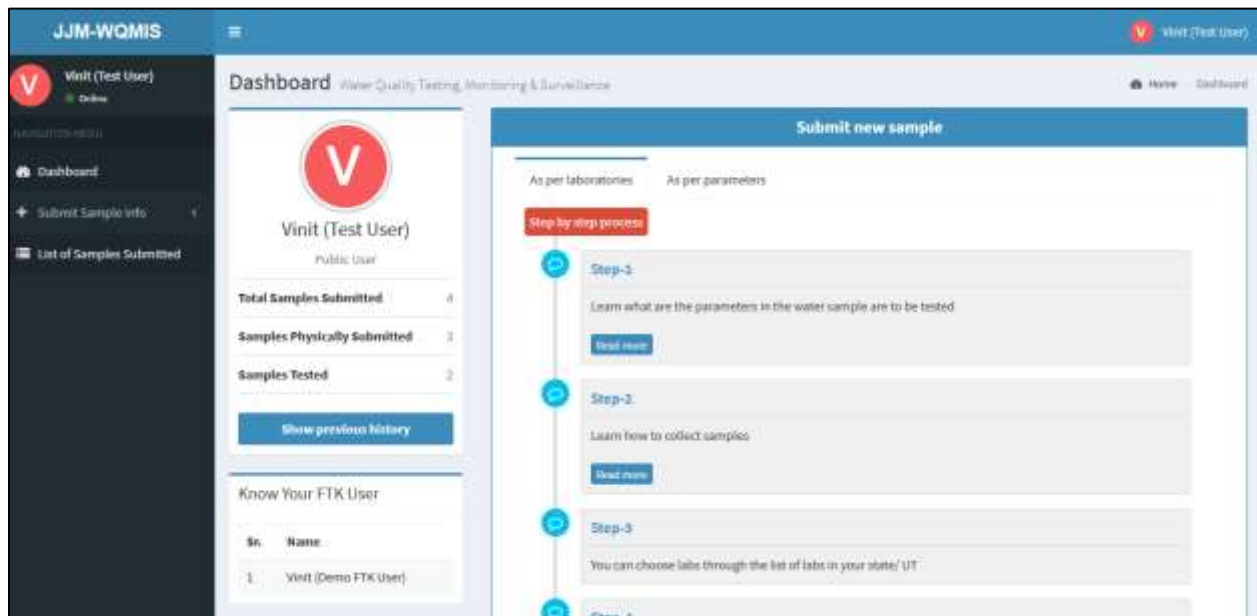 JJM-WQMIS
V Vinit (Test User)
V
Vinit (Test User)
Online
NAVIGATION MENU
Dashboard
Submit Sample Info
List of Samples Submitted
Dashboard Water Quality Testing, Monitoring & Surveillance
Home Dashboard
V
Vinit (Test User)
Public User
Total Samples Submitted 4
Samples Physically Submitted
Samples Tested 2
Show previous history
Know Your FTK User
Sr. Name
1 Vinit (Demo FTK User)
Submit new sample
As per laboratories As per parameters
Step by step process
Step-1
Learn what are the parameters in the water sample are to be tested
Read more
Step-2
Learn how to collect samples
Read more
Step-3
You can choose labs through the list of labs in your state/ UT